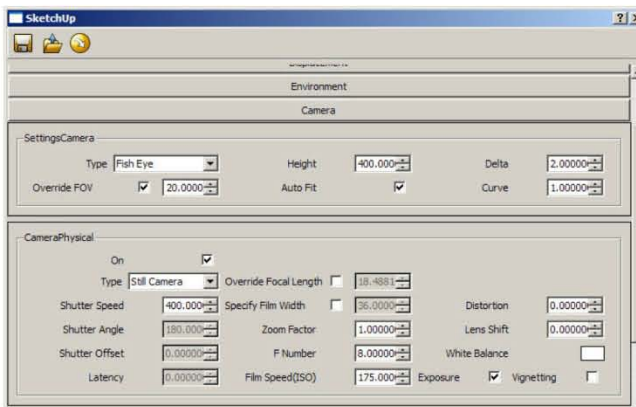 SketchUp
Environment
Camera
SettingsCamera
Type Fish Eye Height 400.000 Delta 2.00000
Override FOV 20.0000 Auto Fit Curve 1.00000
CameraPhysical
On
Type Still Camera Override Focal Length 18.4881
Shutter Speed 400.000 Specify Film Width 36.0000 Distortion 0.00000
Shutter Angle 180.000 Zoom Factor 1.00000 Lens Shift 0.00000
Shutter Offset 0.00000 F Number 8.00000 White Balance
Latency 0.00000 Film Speed(ISO) 175.000 Exposure Vignetting